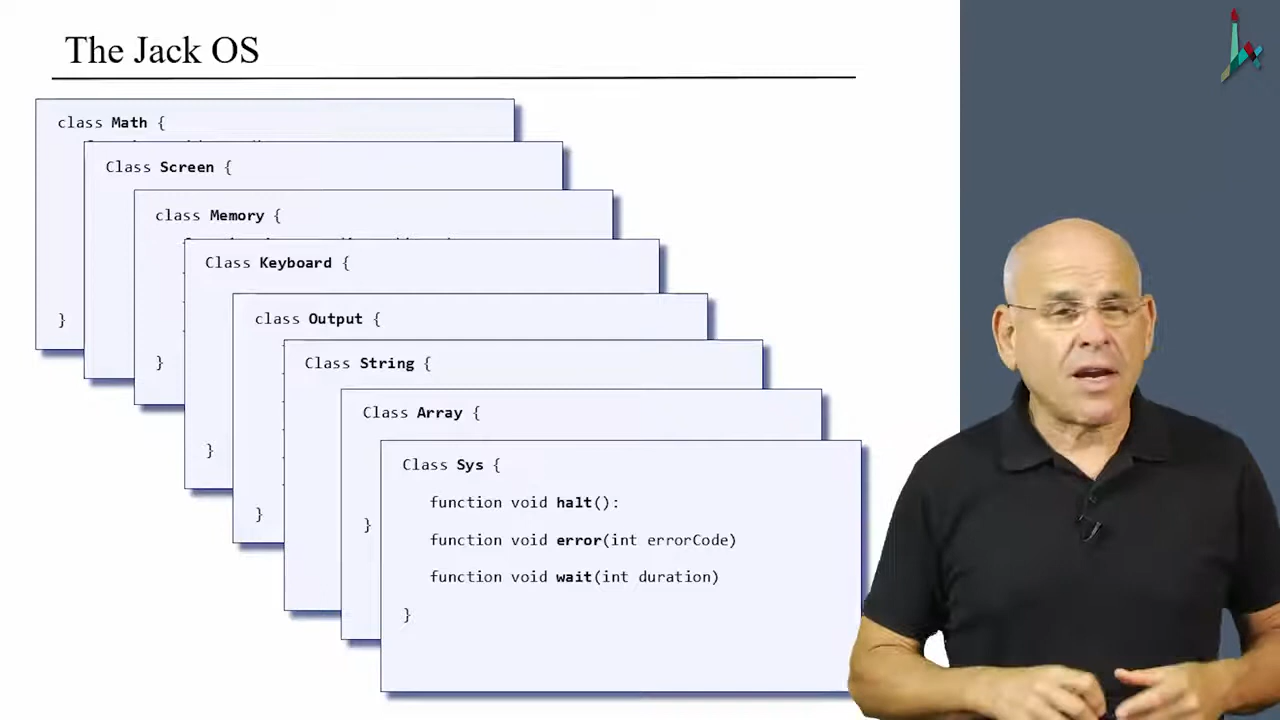 The Jack OS
class Math {
Class Screen {
class Memory {
Class Keyboard {
}
class Output {
}
Class String {
Class Array {
}
Class Sys {
}
}
function void halt():
function void error(int errorCode)
function void wait(int duration)
}